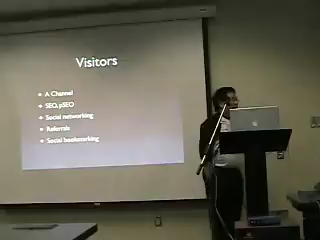 Visitors
A Channel
SEO, pSEO
Social networking
Referrals
Social bookmarking